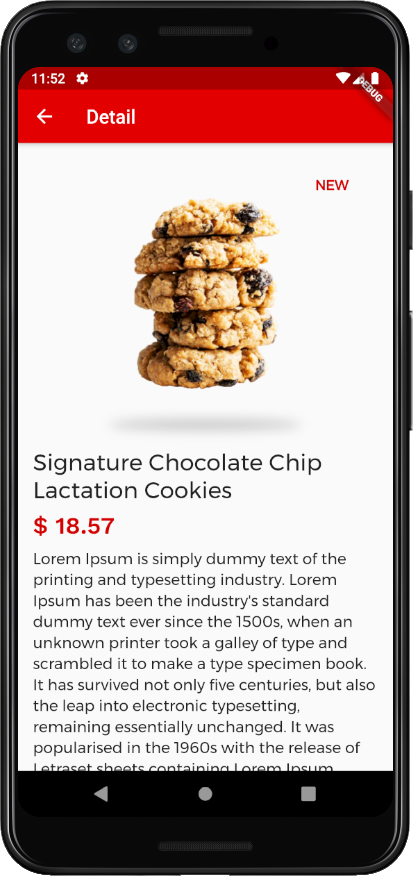 11:52
DEBUG
Detail
NEW
Signature Chocolate Chip
Lactation Cookies
$ 18.57
Lorem Ipsum is simply dummy text of the
printing and typesetting industry. Lorem
Ipsum has been the industry's standard
dummy text ever since the 1500s, when an
unknown printer took a galley of type and
scrambled it to make a type specimen book.
It has survived not only five centuries, but also
the leap into electronic typesetting,
remaining essentially unchanged. It was
popularised in the 1960s with the release of
Letraset sheets containing Lorem Ipsum